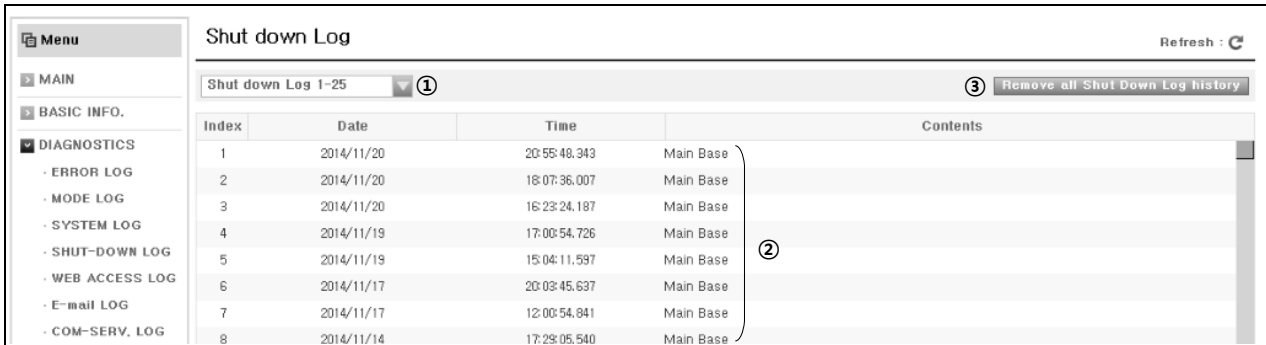 Menu
Shut down Log
Refresh : 
MAIN
Shut down Log 1-25 ①
③ Remove all Shut Down Log history
BASIC INFO.
Index Date Time Contents
DIAGNOSTICS
1 2014/11/20 20:55:48.343 Main Base
· ERROR LOG
2 2014/11/20 18:07:36.007 Main Base
· MODE LOG
3 2014/11/20 16:23:24.187 Main Base
· SYSTEM LOG
4 2014/11/19 17:00:54.726 Main Base
· SHUT-DOWN LOG
②
5 2014/11/19 15:04:11.597 Main Base
· WEB ACCESS LOG
6 2014/11/17 20:03:45.637 Main Base
· E-mail LOG
7 2014/11/17 12:00:54.841 Main Base
· COM-SERV. LOG
8 2014/11/14 17:29:05.540 Main Base